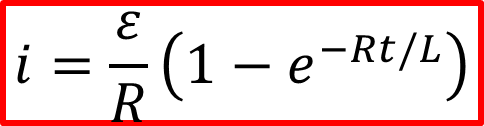 i = ε/R (1 − e^{−Rt/L})